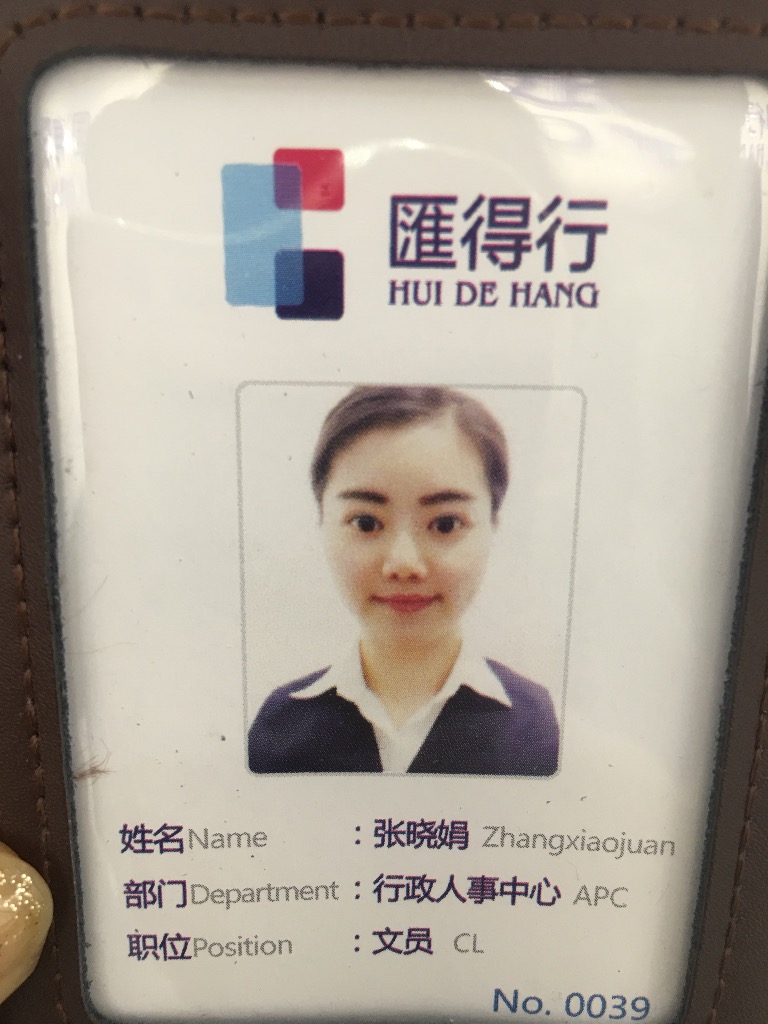 匯得行
HUI DE HANG
姓名Name : 张晓娟 Zhangxiaojuan
部门Department : 行政人事中心 APC
职位Position : 文员 CL
No. 0039